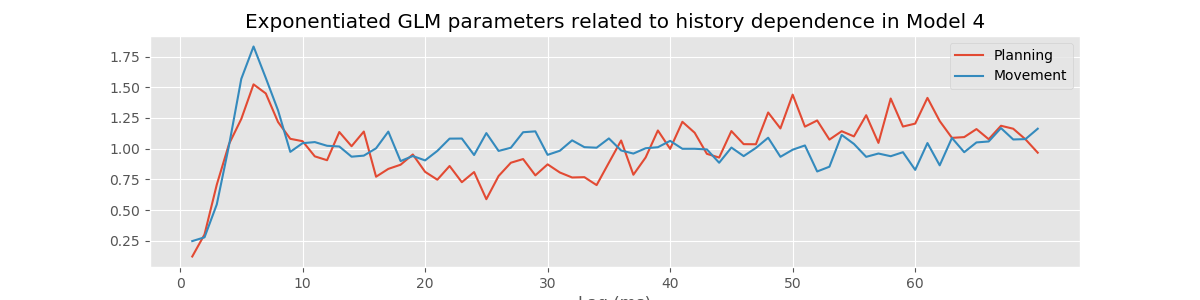 Exponentiated GLM parameters related to history dependence in Model 4
1.75
1.50
1.25
1.00
0.75
0.50
0.25
Planning
Movement
0 10 20 30 40 50 60
Lag (ms)